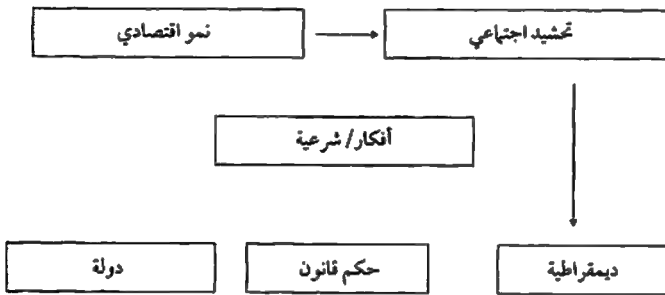 تحشيد اجتماعي
نمو اقتصادي
أفكار/ شرعية
ديمقراطية
حكم قانون
دولة